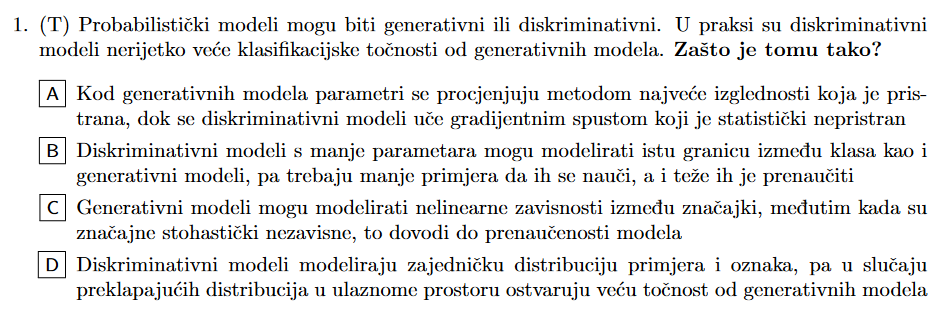 1. (T) Probabilistički modeli mogu biti generativni ili diskriminativni. U praksi su diskriminativni
modeli nerijetko veće klasifikacijske točnosti od generativnih modela. Zašto je tomu tako?
A Kod generativnih modela parametri se procjenjuju metodom najveće izglednosti koja je pris-
trana, dok se diskriminativni modeli uče gradijentnim spustom koji je statistički nepristran
B Diskriminativni modeli s manje parametara mogu modelirati istu granicu između klasa kao i
generativni modeli, pa trebaju manje primjera da ih se nauči, a i teže ih je prenaučiti
C Generativni modeli mogu modelirati nelinearne zavisnosti između značajki, međutim kada su
značajne stohastički nezavisne, to dovodi do prenaučenosti modela
D Diskriminativni modeli modeliraju zajedničku distribuciju primjera i oznaka, pa u slučaju
preklapajućih distribucija u ulaznome prostoru ostvaruju veću točnost od generativnih modela